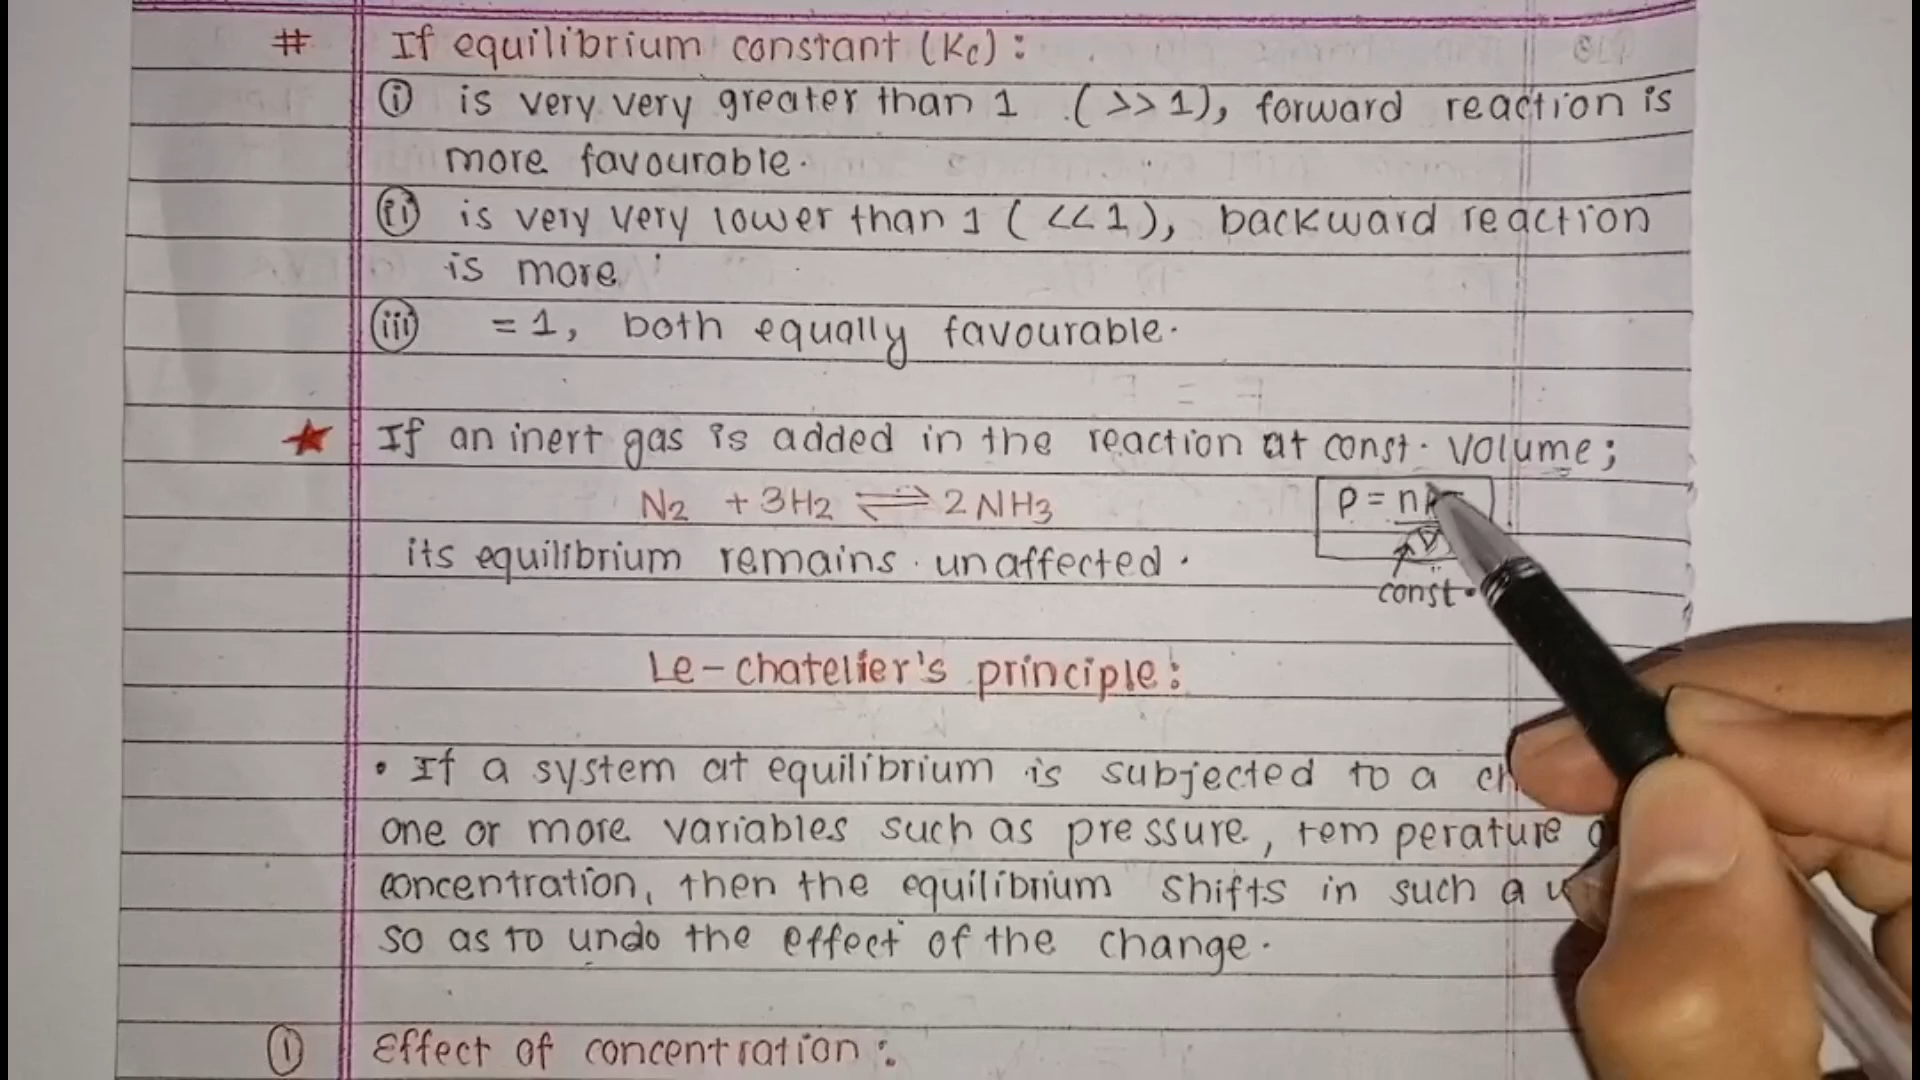 # If equilibrium constant (Kc) :
(i) is very very greater than 1 (>> 1), forward reaction is
more favourable.
(ii) is very very lower than 1 ( << 1 ), backward reaction
is more
(iii) = 1, both equally favourable.
★ If an inert gas is added in the reaction at const. volume;
N2 + 3H2 ⇌ 2 NH3
P = n
V
its equilibrium remains unaffected.
const.
Le-chatelier's principle:
• If a system at equilibrium is subjected to a
one or more variables such as pressure, temperature
concentration, then the equilibrium shifts in such a
so as to undo the effect of the change.
① Effect of concentration :